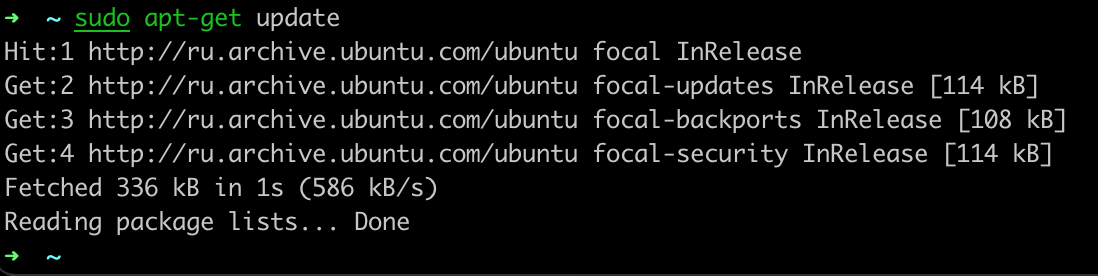 ➜  ~ sudo apt-get update
Hit:1 http://ru.archive.ubuntu.com/ubuntu focal InRelease
Get:2 http://ru.archive.ubuntu.com/ubuntu focal-updates InRelease [114 kB]
Get:3 http://ru.archive.ubuntu.com/ubuntu focal-backports InRelease [108 kB]
Get:4 http://ru.archive.ubuntu.com/ubuntu focal-security InRelease [114 kB]
Fetched 336 kB in 1s (586 kB/s)
Reading package lists... Done
➜  ~